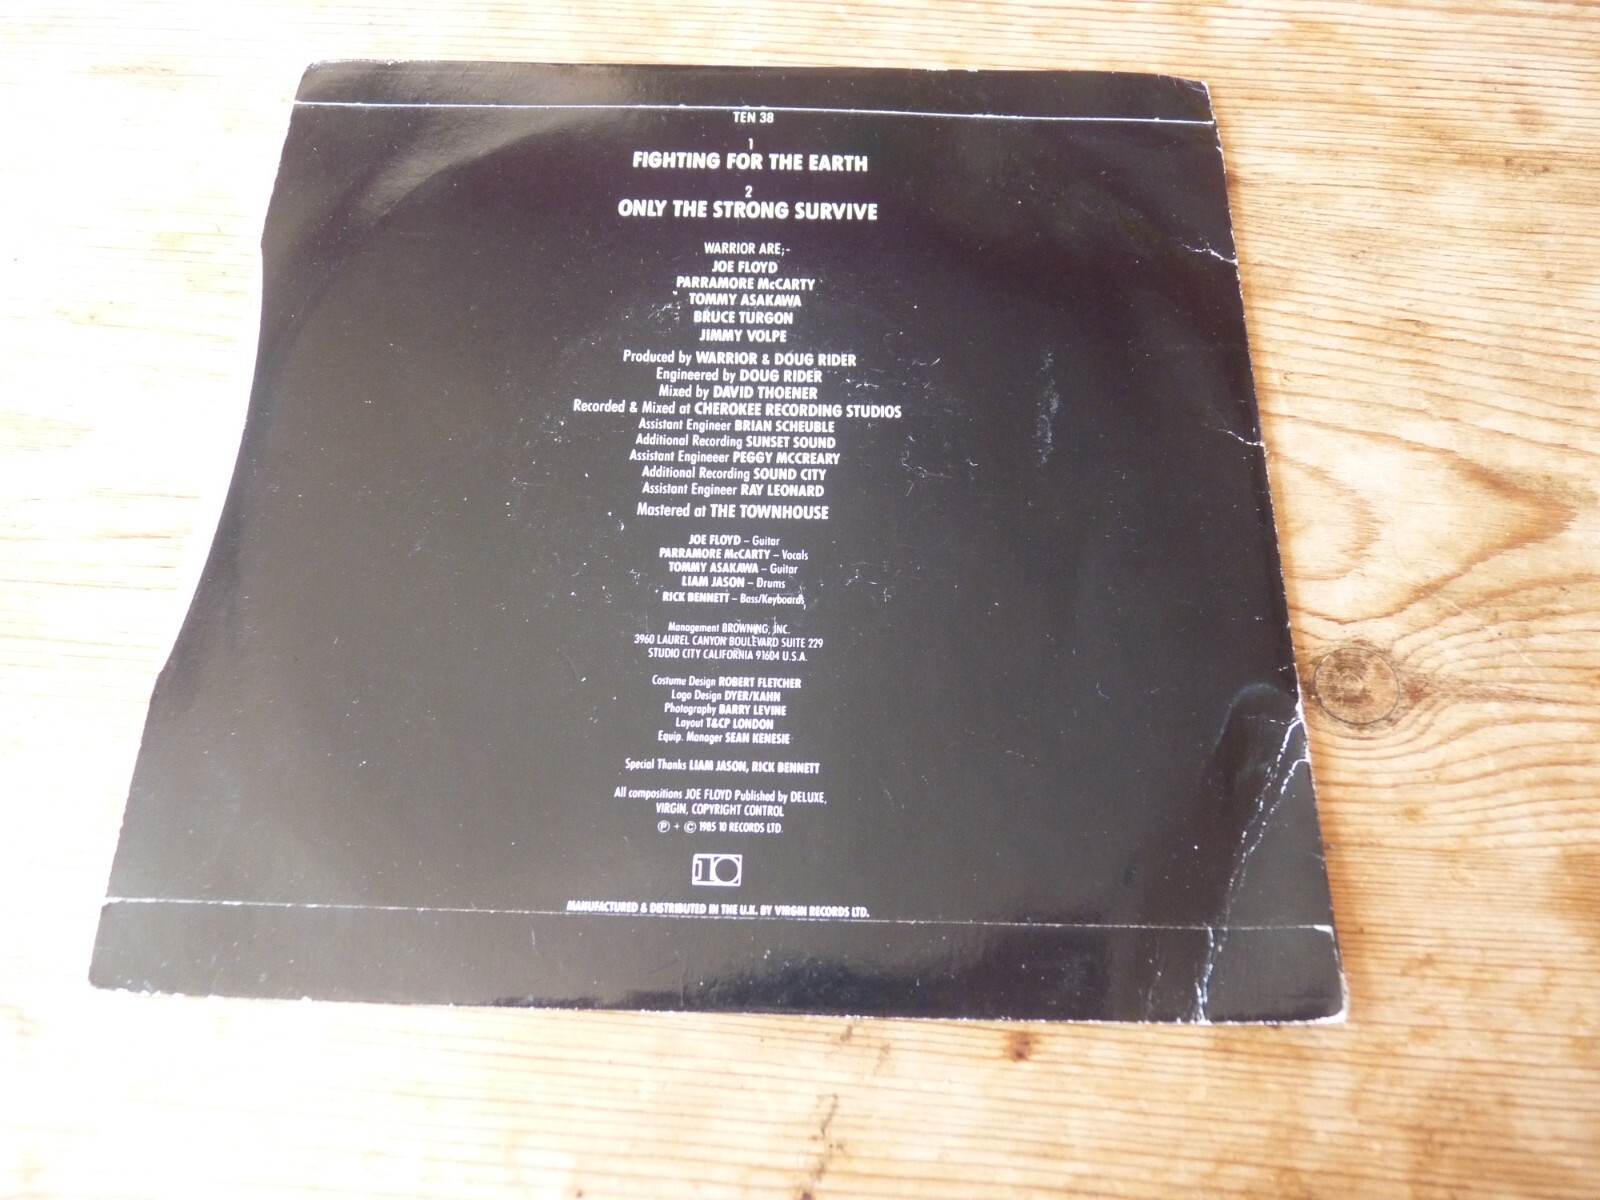 TEN 38
1
FIGHTING FOR THE EARTH
2
ONLY THE STRONG SURVIVE
WARRIOR ARE;-
JOE FLOYD
PARRAMORE McCARTY
TOMMY ASAKAWA
BRUCE TURGON
JIMMY VOLPE
Produced by WARRIOR & DOUG RIDER
Engineered by DOUG RIDER
Mixed by DAVID THOENER
Recorded & Mixed at CHEROKEE RECORDING STUDIOS
Assistant Engineer BRIAN SCHEUBLE
Additional Recording SUNSET SOUND
Assistant Engineeer PEGGY MCCREARY
Additional Recording SOUND CITY
Assistant Engineer RAY LEONARD
Mastered at THE TOWNHOUSE
JOE FLOYD – Guitar
PARRAMORE McCARTY – Vocals
TOMMY ASAKAWA – Guitar
LIAM JASON – Drums
RICK BENNETT – Bass/Keyboards
Management BROWNING, INC.
3960 LAUREL CANYON BOULEVARD SUITE 229
STUDIO CITY CALIFORNIA 91604 U.S.A.
Costume Design ROBERT FLETCHER
Logo Design DYER/KAHN
Photography BARRY LEVINE
Layout T&CP LONDON
Equip. Manager SEAN KENESIE
Special Thanks LIAM JASON, RICK BENNETT
All compositions JOE FLOYD Published by DELUXE,
VIRGIN, COPYRIGHT CONTROL
℗ + © 1985 10 RECORDS LTD.
10
MANUFACTURED & DISTRIBUTED IN THE U.K. BY VIRGIN RECORDS LTD.